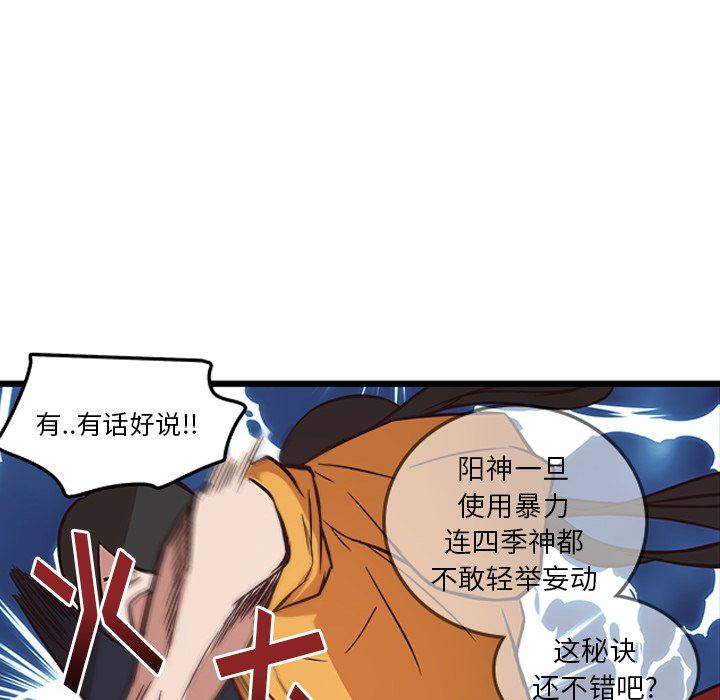 有..有话好说!!
阳神一旦
使用暴力
连四季神都
不敢轻举妄动
这秘诀
还不错吧?